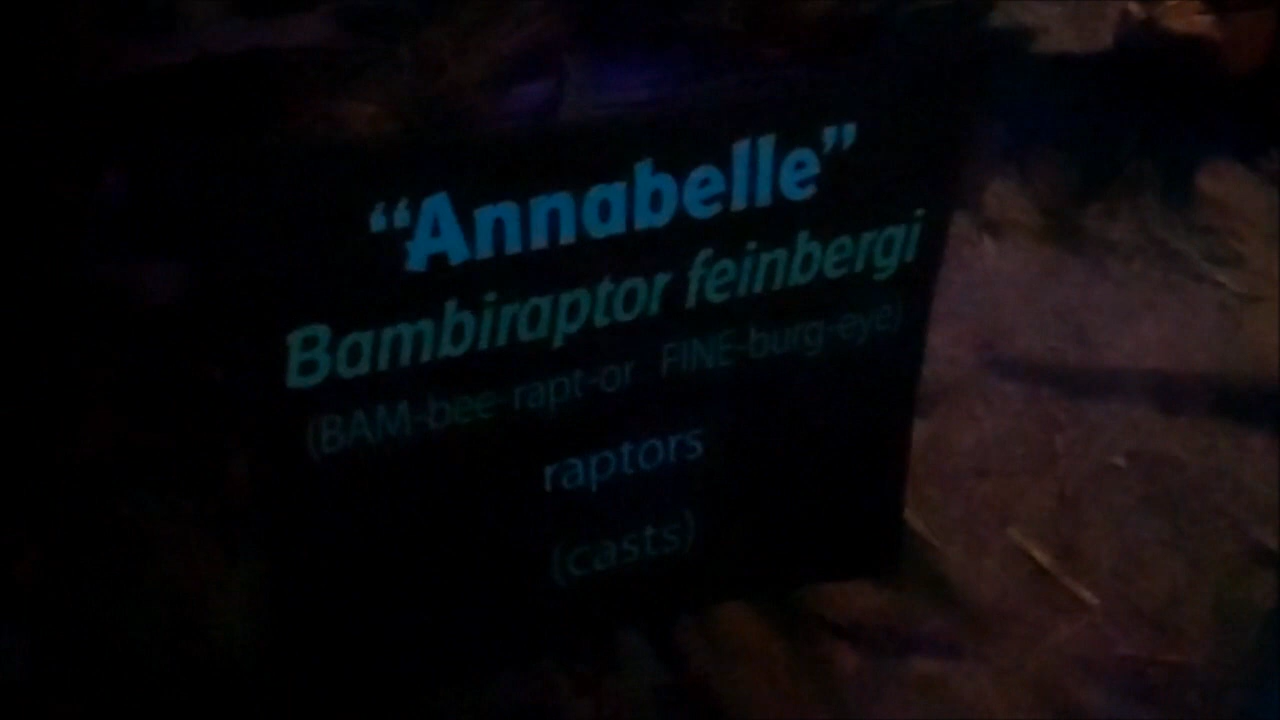 “Annabelle”
Bambiraptor feinbergi
(BAM-bee-rapt-or FINE-burg-eye)
raptors
(casts)